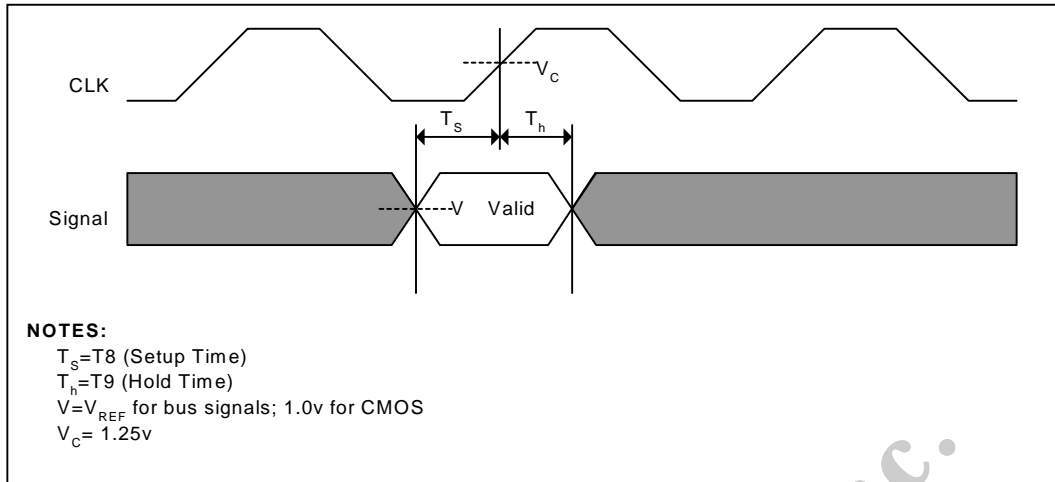 CLK
V_C
T_S T_h
Signal
V Valid
NOTES:
T_S=T8 (Setup Time)
T_h=T9 (Hold Time)
V=V_REF for bus signals; 1.0v for CMOS
V_C= 1.25v
c.